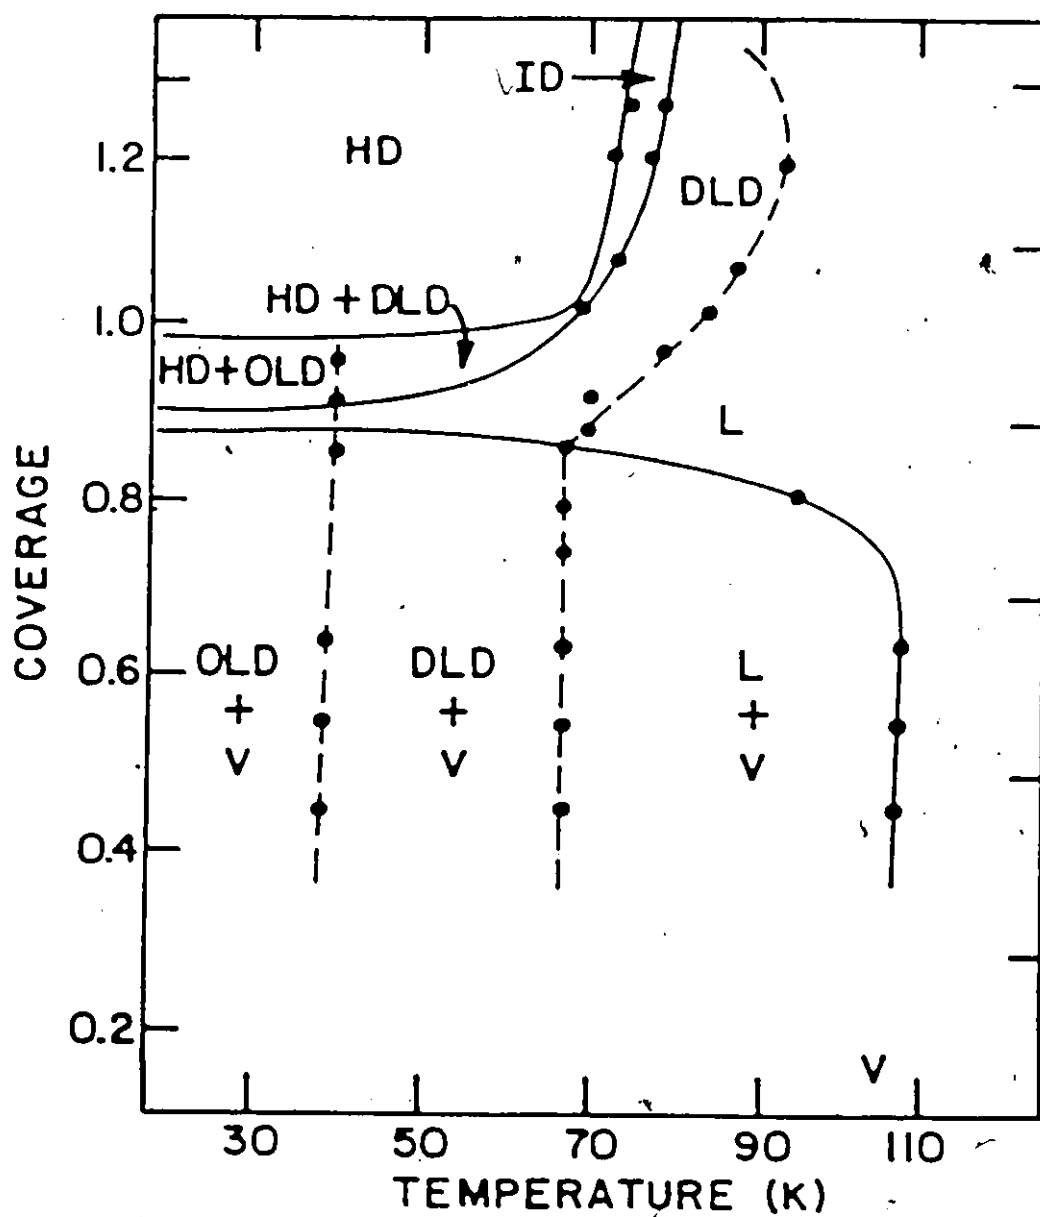 ID
HD
1.2
DLD
HD + DLD
1.0
HD+OLD
L
0.8
COVERAGE
0.6
OLD
+
V
DLD
+
V
L
+
V
0.4
0.2
V
30 50 70 90 110
TEMPERATURE (K)